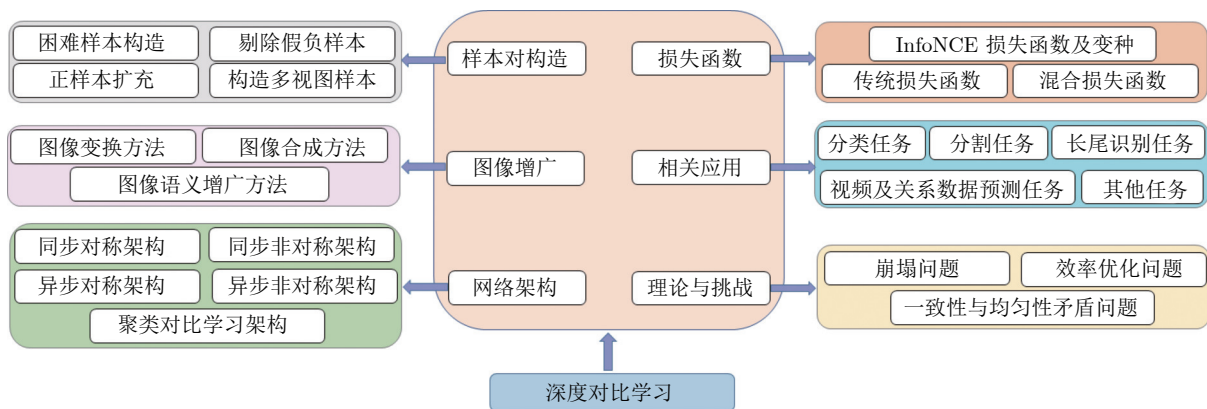 困难样本构造
剔除假负样本
正样本扩充
构造多视图样本
图像变换方法
图像合成方法
图像语义增广方法
同步对称架构
同步非对称架构
异步对称架构
异步非对称架构
聚类对比学习架构
样本对构造
损失函数
图像增广
相关应用
网络架构
理论与挑战
InfoNCE 损失函数及变种
传统损失函数
混合损失函数
分类任务
分割任务
长尾识别任务
视频及关系数据预测任务
其他任务
崩塌问题
效率优化问题
一致性与均匀性矛盾问题
深度对比学习